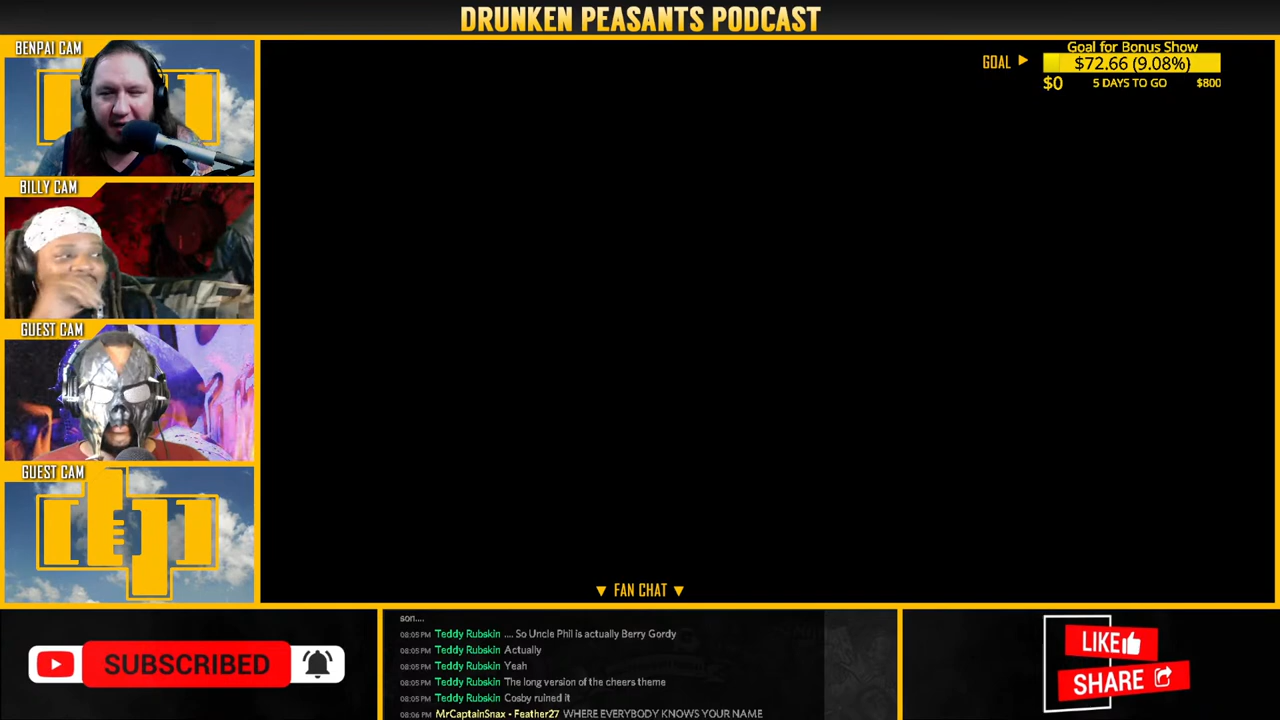 DRUNKEN PEASANTS PODCAST
BENPAI CAM
BILLY CAM
GUEST CAM
GUEST CAM
GOAL ►
Goal for Bonus Show
$72.66 (9.08%)
$0 5 DAYS TO GO $800
▼ FAN CHAT ▼
SUBSCRIBED
son....
08:05 PM Teddy Rubskin .... So Uncle Phil is actually Berry Gordy
08:05 PM Teddy Rubskin Actually
08:05 PM Teddy Rubskin Yeah
08:05 PM Teddy Rubskin The long version of the cheers theme
08:05 PM Teddy Rubskin Cosby ruined it
08:06 PM MrCaptainSnax - Feather27 WHERE EVERYBODY KNOWS YOUR NAME
LIKE
SHARE